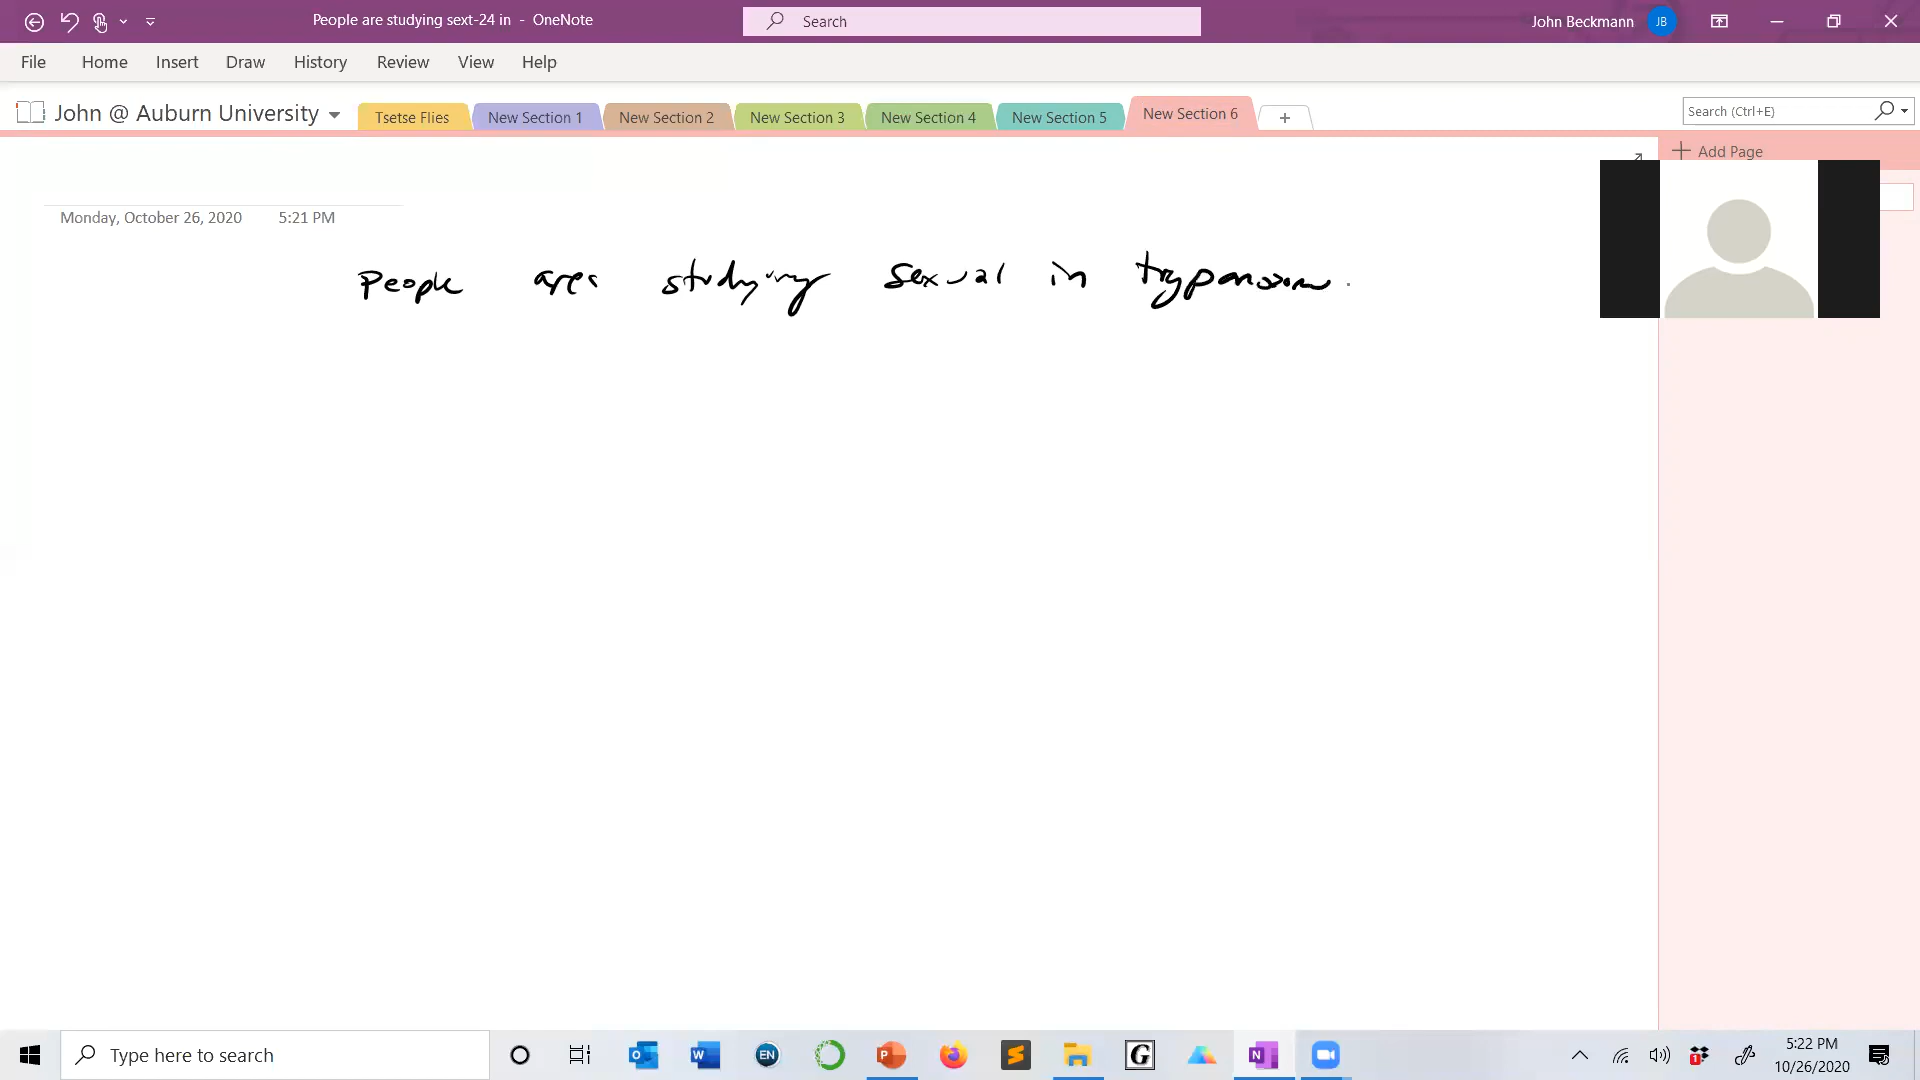 People are studying sext-24 in - OneNote
Search
John Beckmann JB
File Home Insert Draw History Review View Help
John @ Auburn University
Tsetse Flies New Section 1 New Section 2 New Section 3 New Section 4 New Section 5 New Section 6 +
Search (Ctrl+E)
Add Page
Monday, October 26, 2020 5:21 PM
People are studying sexual in trypanosome
Type here to search
5:22 PM
10/26/2020